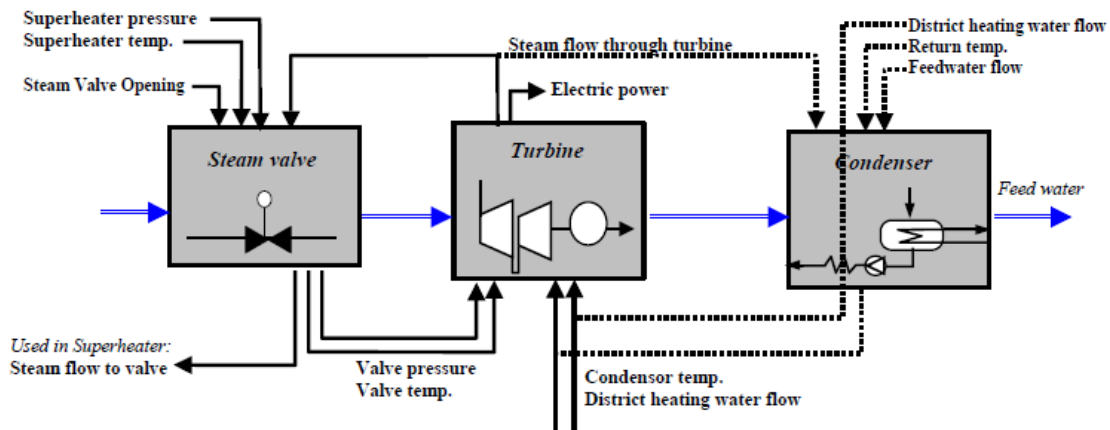 Superheater pressure
Superheater temp.
Steam Valve Opening
Steam flow through turbine
Electric power
District heating water flow
Return temp.
Feedwater flow
Steam valve
Turbine
Condenser
Feed water
Used in Superheater:
Steam flow to valve
Valve pressure
Valve temp.
Condensor temp.
District heating water flow